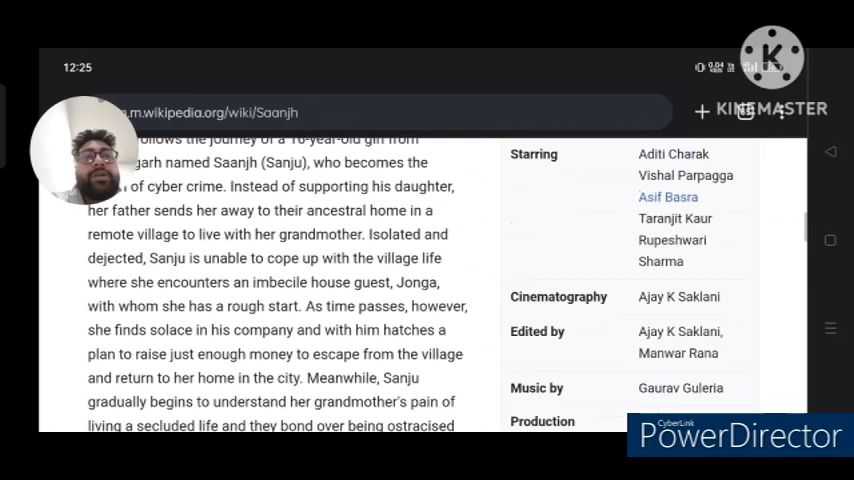 12:25
0.04
KINEMASTER
.m.wikipedia.org/wiki/Saanjh
follows the journey of a 16-year-old girl from
garh named Saanjh (Sanju), who becomes the
of cyber crime. Instead of supporting his daughter,
her father sends her away to their ancestral home in a
remote village to live with her grandmother. Isolated and
dejected, Sanju is unable to cope up with the village life
where she encounters an imbecile house guest, Jonga,
with whom she has a rough start. As time passes, however,
she finds solace in his company and with him hatches a
plan to raise just enough money to escape from the village
and return to her home in the city. Meanwhile, Sanju
gradually begins to understand her grandmother's pain of
living a secluded life and they bond over being ostracised
Starring
Aditi Charak
Vishal Parpagga
Asif Basra
Taranjit Kaur
Rupeshwari
Sharma
Cinematography
Ajay K Saklani
Edited by
Ajay K Saklani,
Manwar Rana
Music by
Gaurav Guleria
Production
CyberLink
PowerDirector